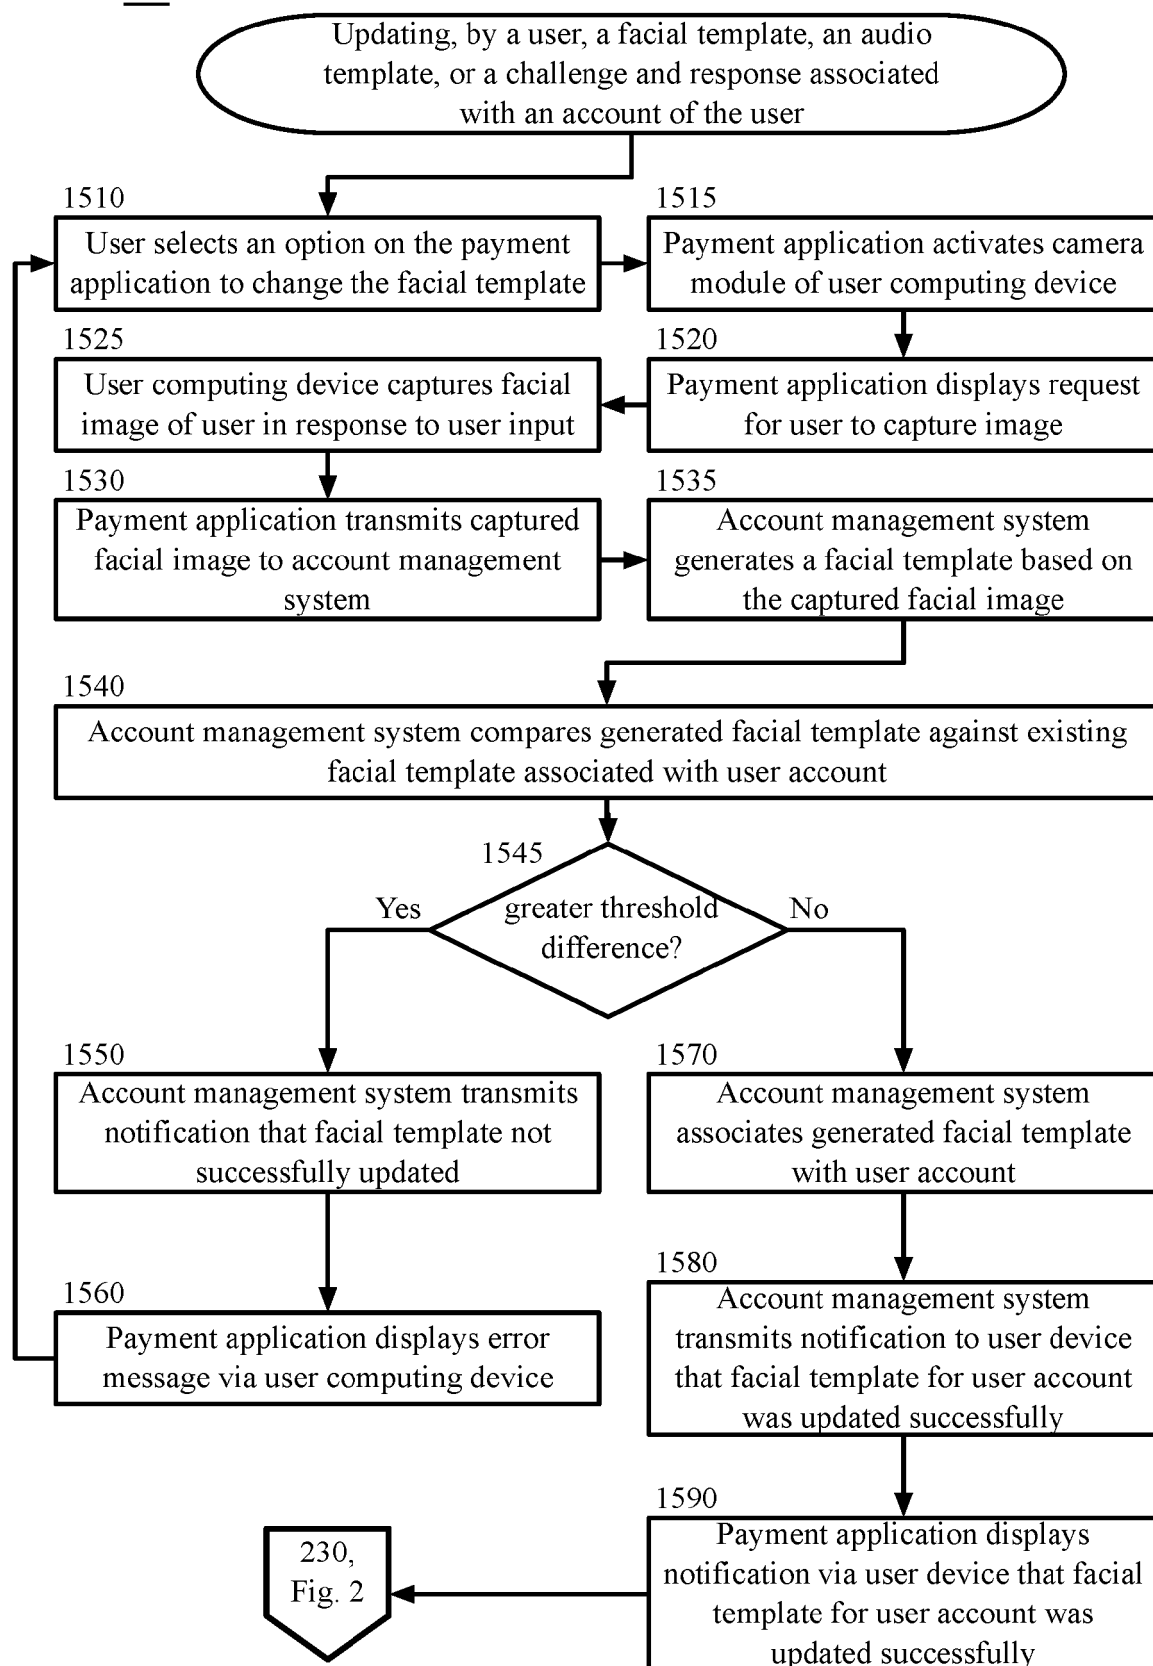 Updating, by a user, a facial template, an audio
template, or a challenge and response associated
with an account of the user
1510
User selects an option on the payment
application to change the facial template
1515
Payment application activates camera
module of user computing device
1520
Payment application displays request
for user to capture image
1525
User computing device captures facial
image of user in response to user input
1530
Payment application transmits captured
facial image to account management
system
1535
Account management system
generates a facial template based on
the captured facial image
1540
Account management system compares generated facial template against existing
facial template associated with user account
1545
greater threshold
difference?
Yes
No
1550
Account management system transmits
notification that facial template not
successfully updated
1560
Payment application displays error
message via user computing device
1570
Account management system
associates generated facial template
with user account
1580
Account management system
transmits notification to user device
that facial template for user account
was updated successfully
1590
Payment application displays
notification via user device that facial
template for user account was
updated successfully
230,
Fig. 2